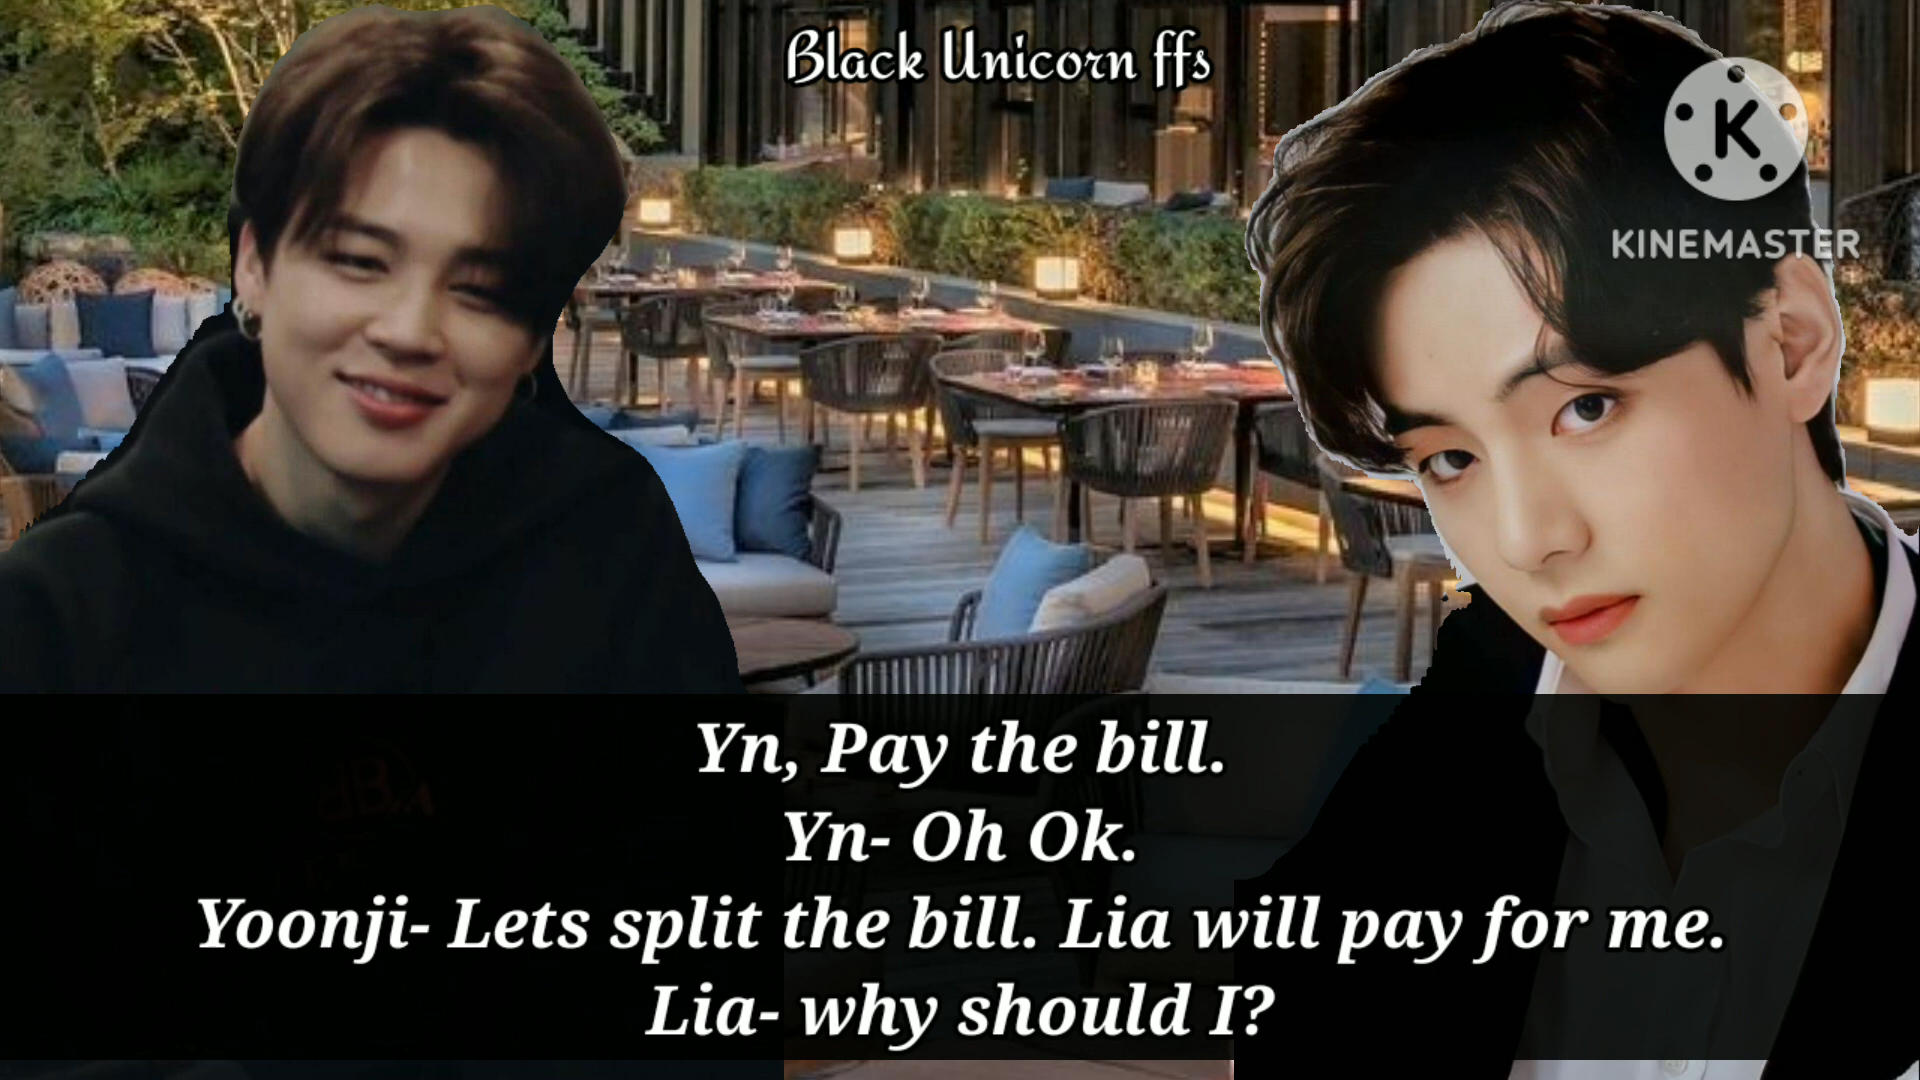 Black Unicorn ffs
K
KINEMASTER
Yn, Pay the bill.
Yn- Oh Ok.
Yoonji- Lets split the bill. Lia will pay for me.
Lia- why should I?